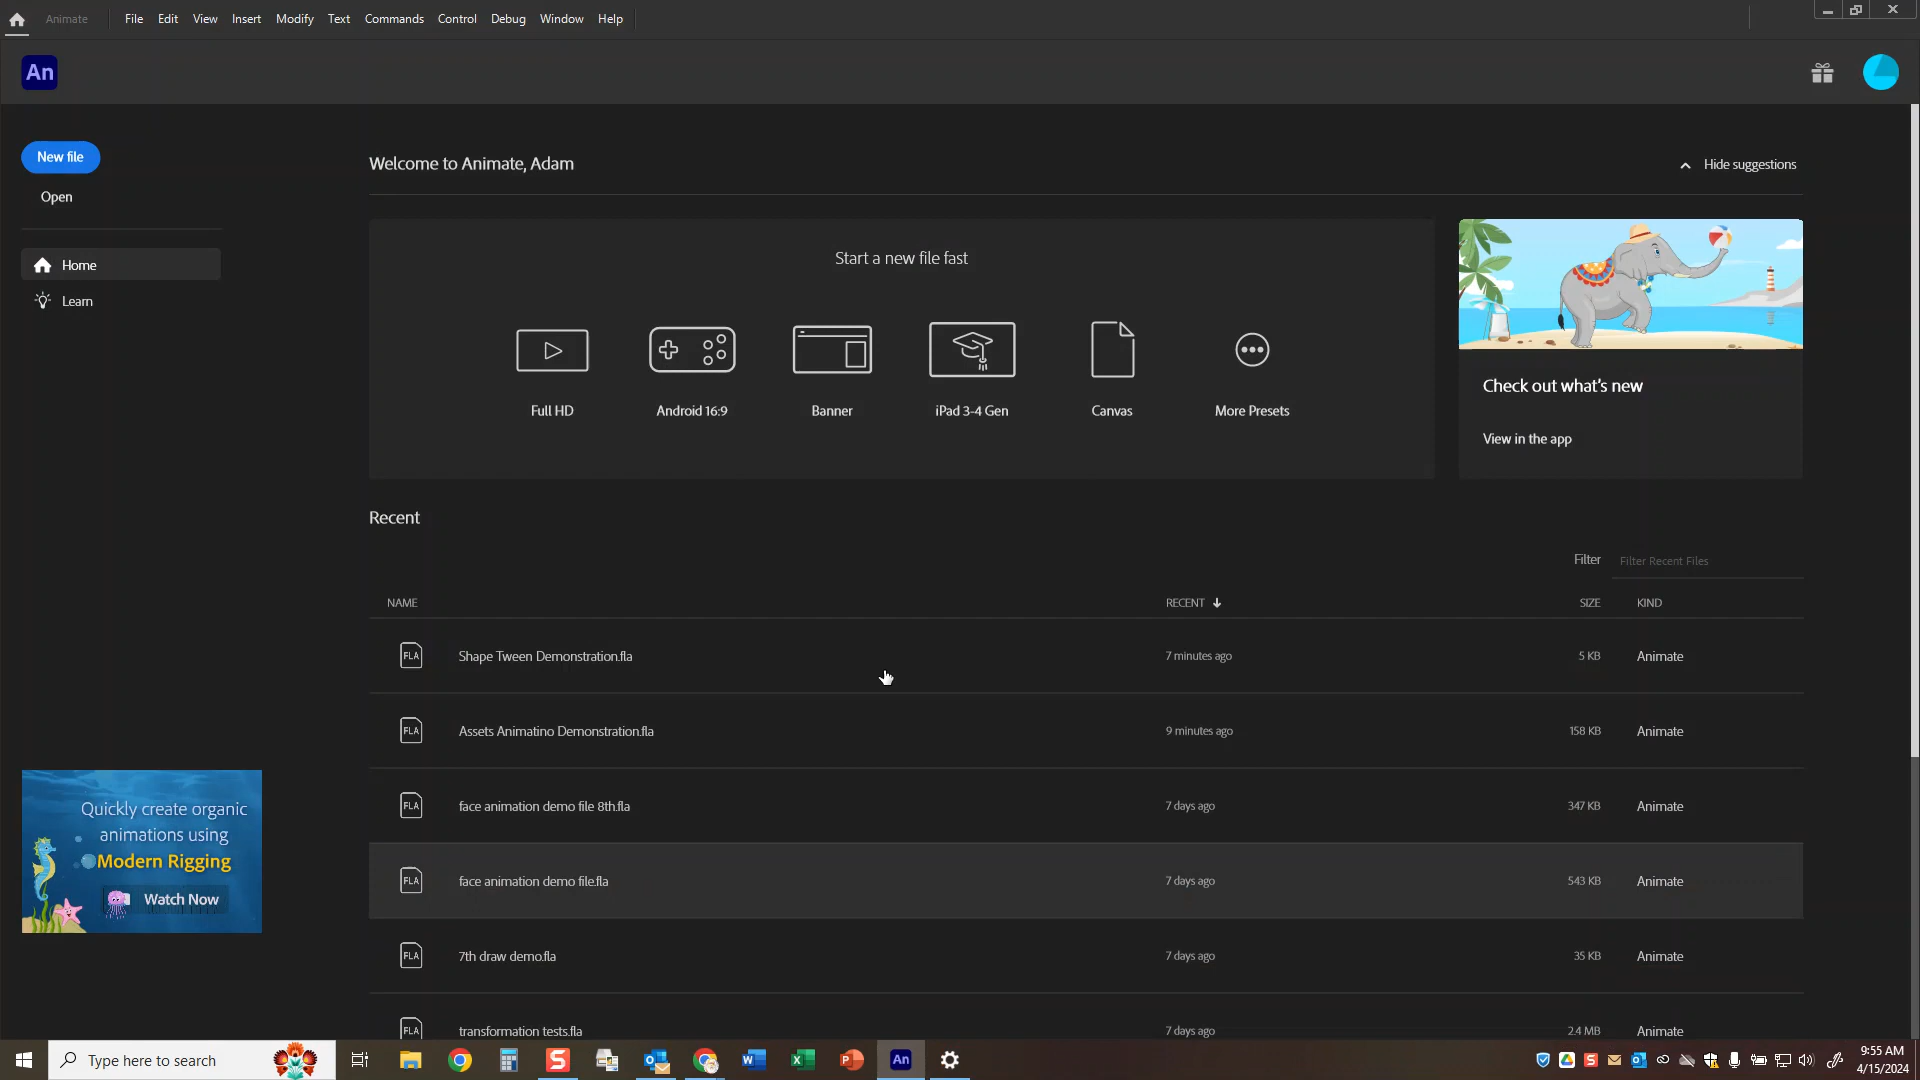 Animate File Edit View Insert Modify Text Commands Control Debug Window Help
An
New file
Open
Home
Learn
Welcome to Animate, Adam
Hide suggestions
Start a new file fast
Full HD Android 16:9 Banner iPad 3-4 Gen Canvas More Presets
Check out what's new
View in the app
Recent
Filter Filter Recent Files
NAME RECENT SIZE KIND
FLA Shape Tween Demonstration.fla 7 minutes ago 5 KB Animate
FLA Assets Animatino Demonstration.fla 9 minutes ago 158 KB Animate
FLA face animation demo file 8th.fla 7 days ago 347 KB Animate
FLA face animation demo file.fla 7 days ago 543 KB Animate
FLA 7th draw demo.fla 7 days ago 35 KB Animate
FLA transformation tests.fla 7 days ago 2.4 MB Animate
Quickly create organic
animations using
Modern Rigging
Watch Now
Type here to search
9:55 AM
4/15/2024